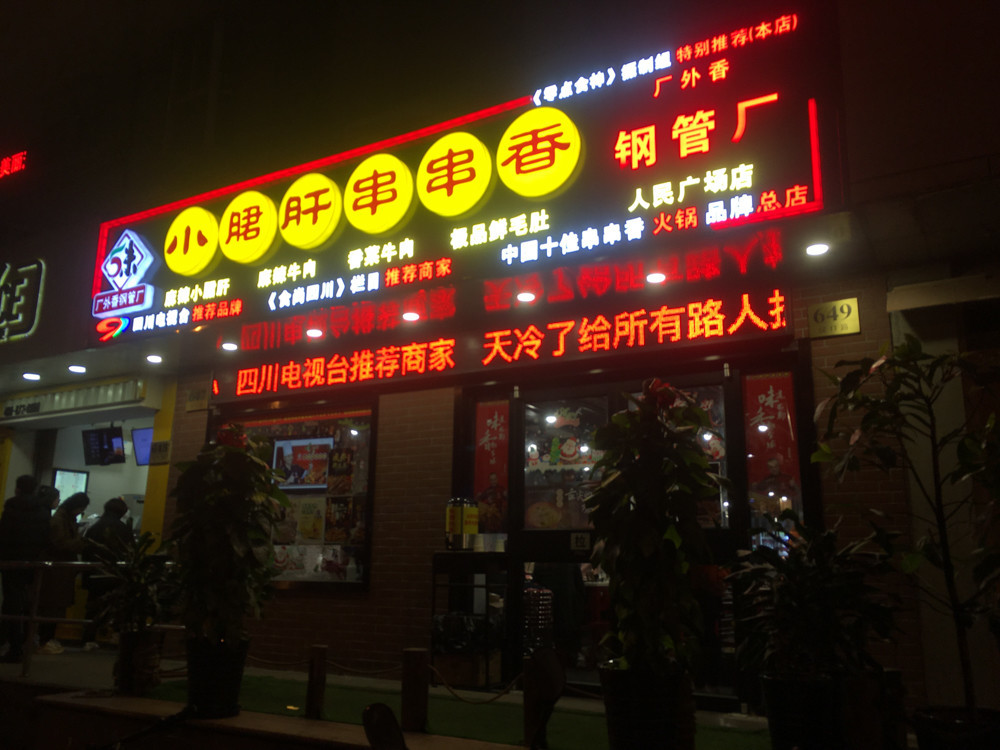 《零点食神》摄制组 特别推荐(本店)
厂外香
小郡肝串串香
钢管厂
人民广场店
味
厂外香钢管厂
麻辣小郡肝 麻辣牛肉 香菜牛肉 极品鲜毛肚
中国十佳串串香 火锅 品牌总店
四川电视台 推荐品牌
《食尚四川》栏目 推荐商家
四川电视台推荐商家 天冷了给所有路人扌
649